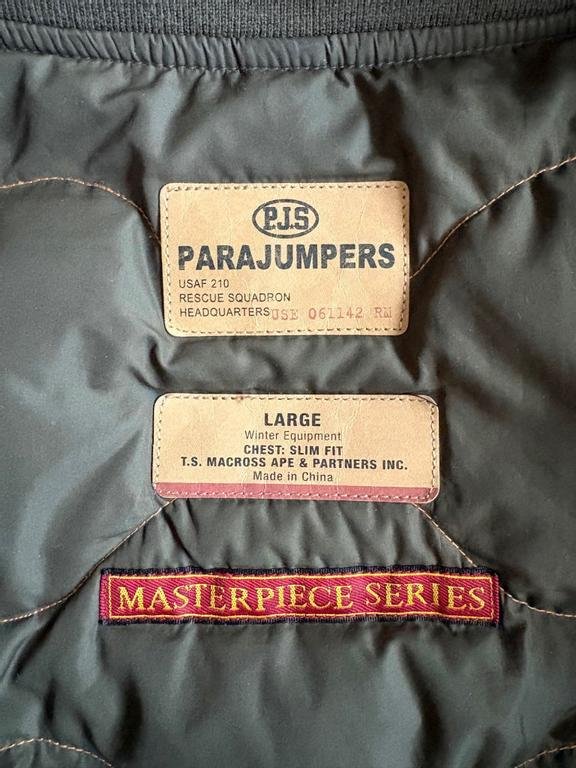 P.J.S
PARAJUMPERS
USAF 210
RESCUE SQUADRON
HEADQUARTERS USE 061142 RM
LARGE
Winter Equipment
CHEST: SLIM FIT
T.S. MACROSS APE & PARTNERS INC.
Made in China
MASTERPIECE SERIES